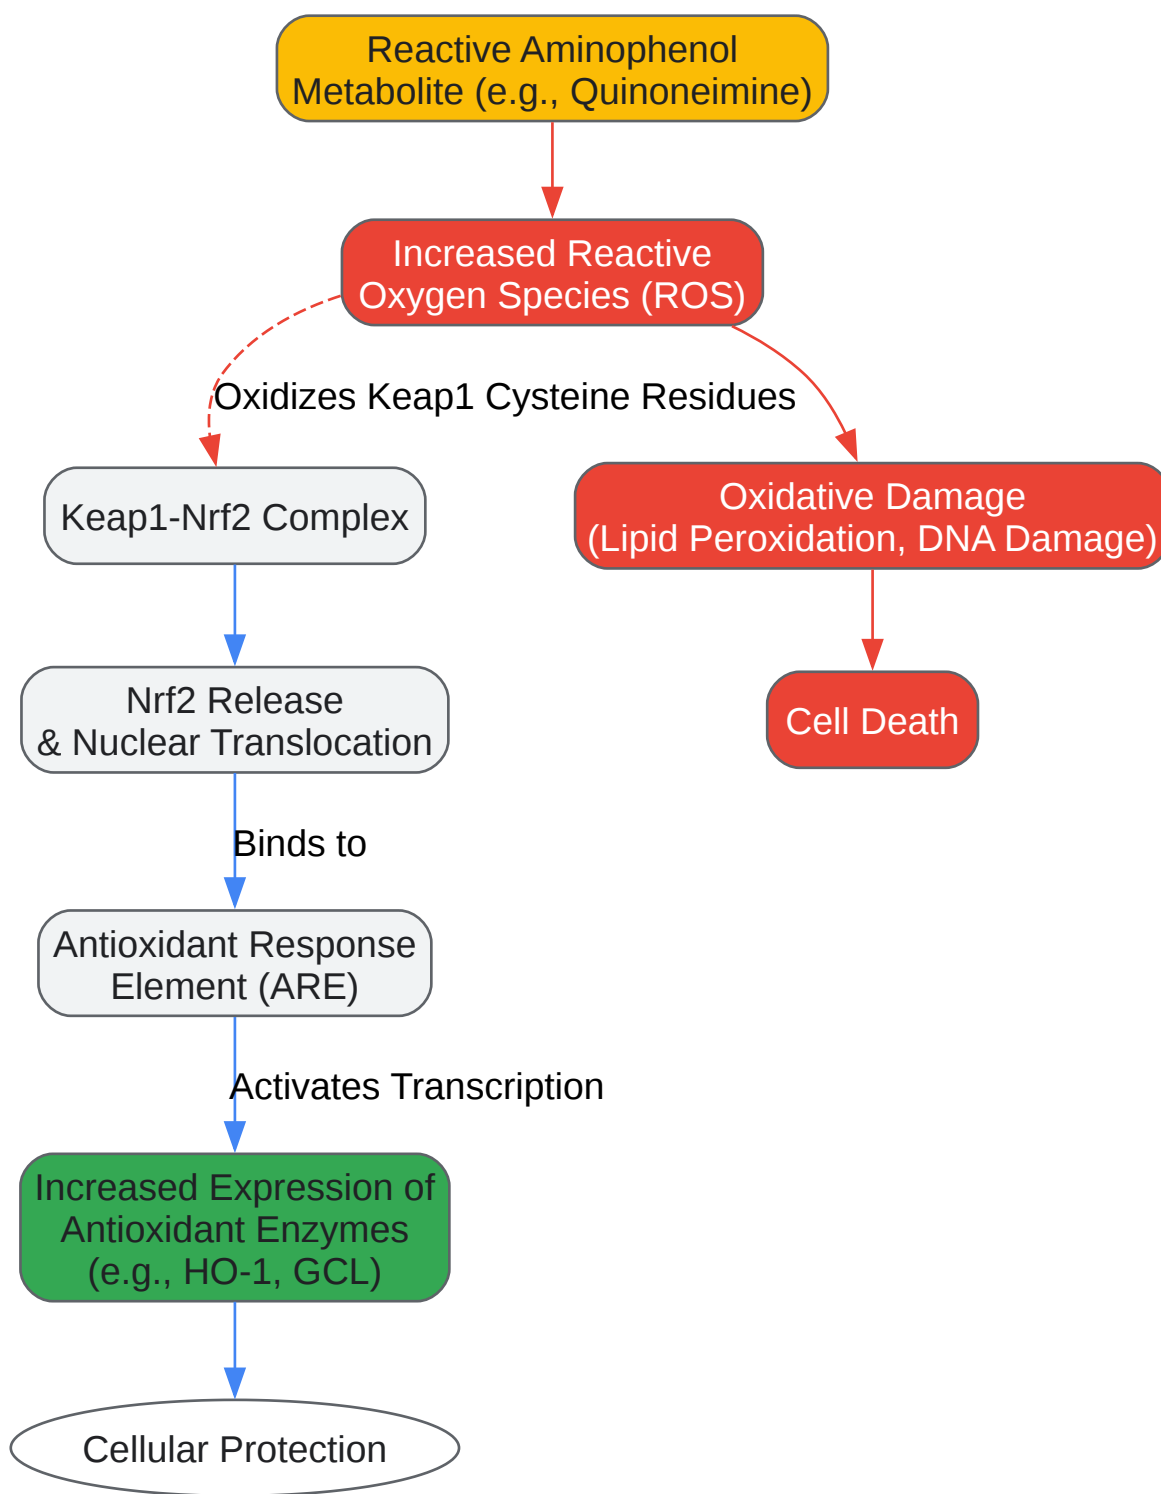 Reactive Aminophenol
Metabolite (e.g., Quinoneimine)
Increased Reactive
Oxygen Species (ROS)
Oxidizes Keap1 Cysteine Residues
Keap1-Nrf2 Complex
Oxidative Damage
(Lipid Peroxidation, DNA Damage)
Nrf2 Release
& Nuclear Translocation
Cell Death
Binds to
Antioxidant Response
Element (ARE)
Activates Transcription
Increased Expression of
Antioxidant Enzymes
(e.g., HO-1, GCL)
Cellular Protection